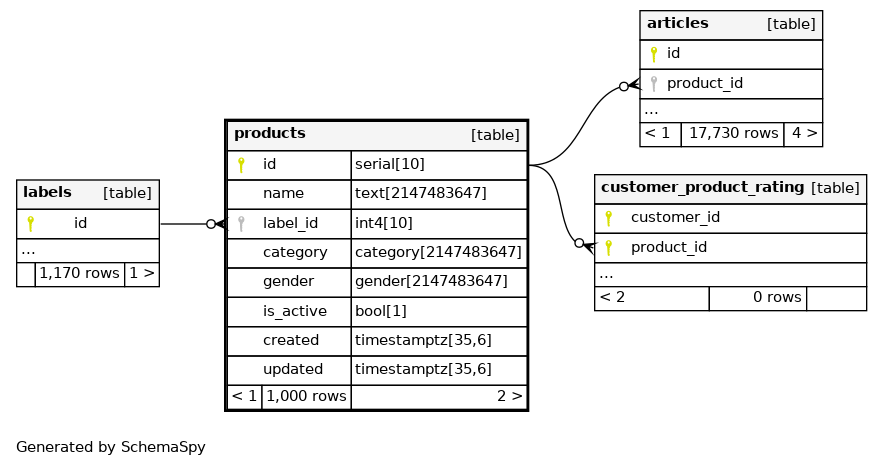 labels [table]
id
...
1,170 rows 1 >
products [table]
id serial[10]
name text[2147483647]
label_id int4[10]
category category[2147483647]
gender gender[2147483647]
is_active bool[1]
created timestamptz[35,6]
updated timestamptz[35,6]
< 1 1,000 rows 2 >
articles [table]
id
product_id
...
< 1 17,730 rows 4 >
customer_product_rating [table]
customer_id
product_id
...
< 2 0 rows
Generated by SchemaSpy